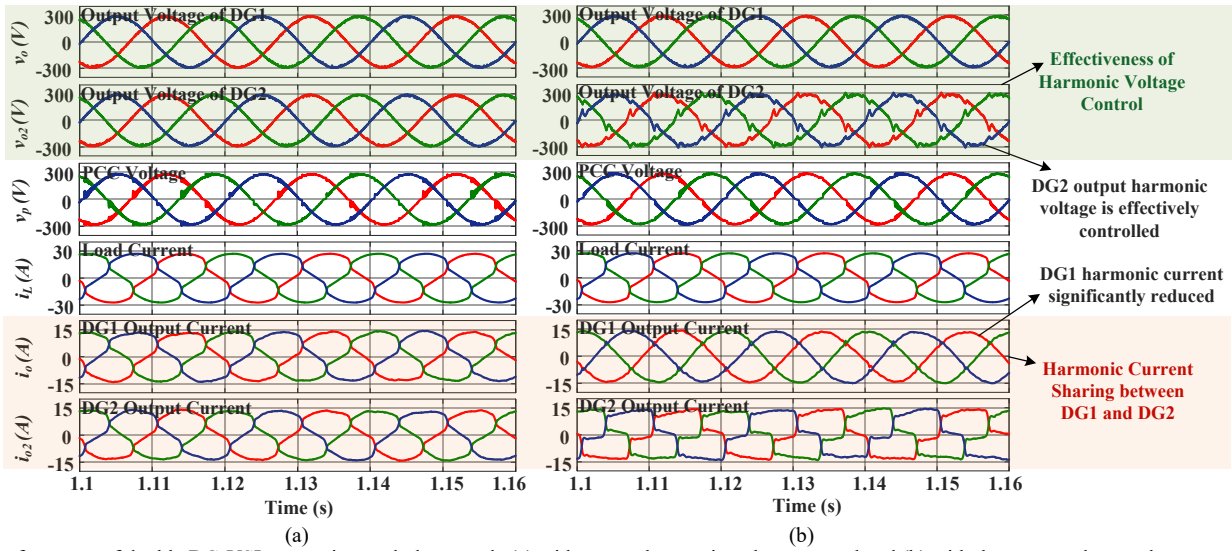 Output Voltage of DG1
300
0
-300
v_o (V)
Output Voltage of DG2
300
0
-300
v_o2 (V)
PCC Voltage
300
0
-300
v_p (V)
Load Current
30
0
-30
i_L (A)
DG1 Output Current
15
0
-15
i_o (A)
DG2 Output Current
15
0
-15
i_o2 (A)
1.1 1.11 1.12 1.13 1.14 1.15 1.16
Time (s)
(a)
Output Voltage of DG1
300
0
-300
Output Voltage of DG2
300
0
-300
PCC Voltage
300
0
-300
Load Current
30
0
-30
DG1 Output Current
15
0
-15
DG2 Output Current
15
0
-15
1.1 1.11 1.12 1.13 1.14 1.15 1.16
Time (s)
(b)
Effectiveness of
Harmonic Voltage
Control
DG2 output harmonic
voltage is effectively
controlled
DG1 harmonic current
significantly reduced
Harmonic Current
Sharing between
DG1 and DG2